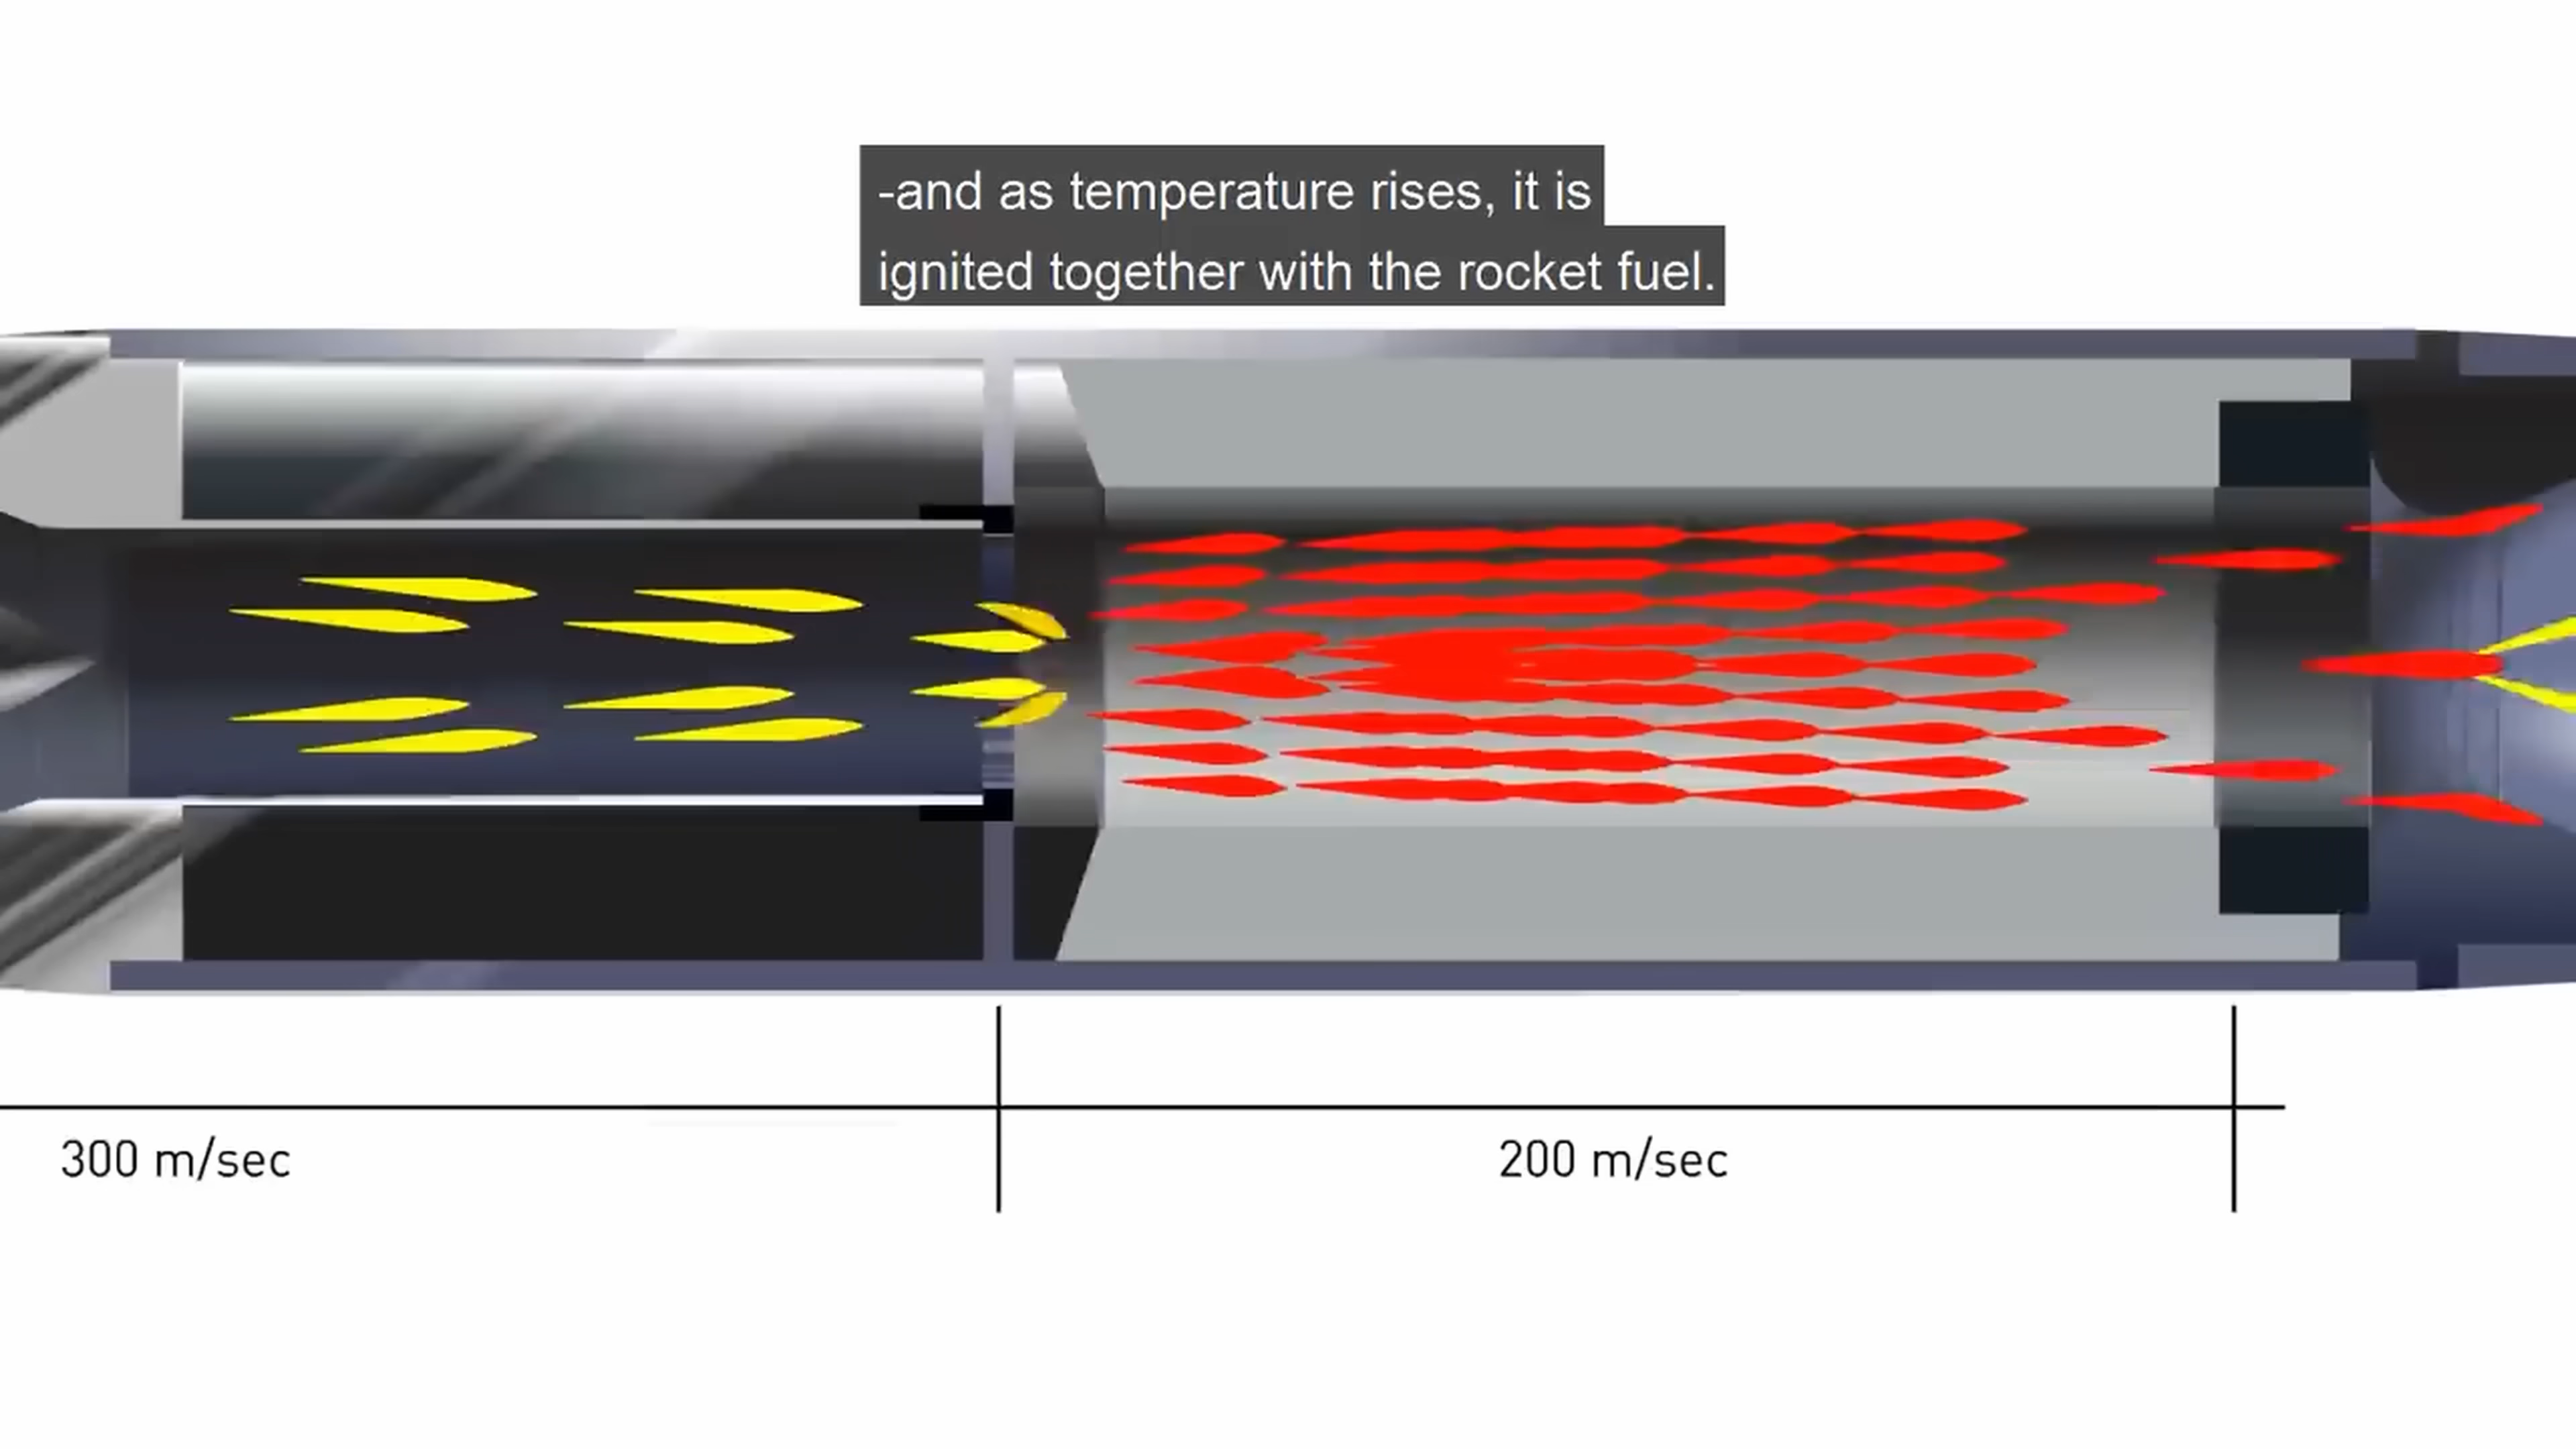 -and as temperature rises, it is
ignited together with the rocket fuel.
300 m/sec
200 m/sec